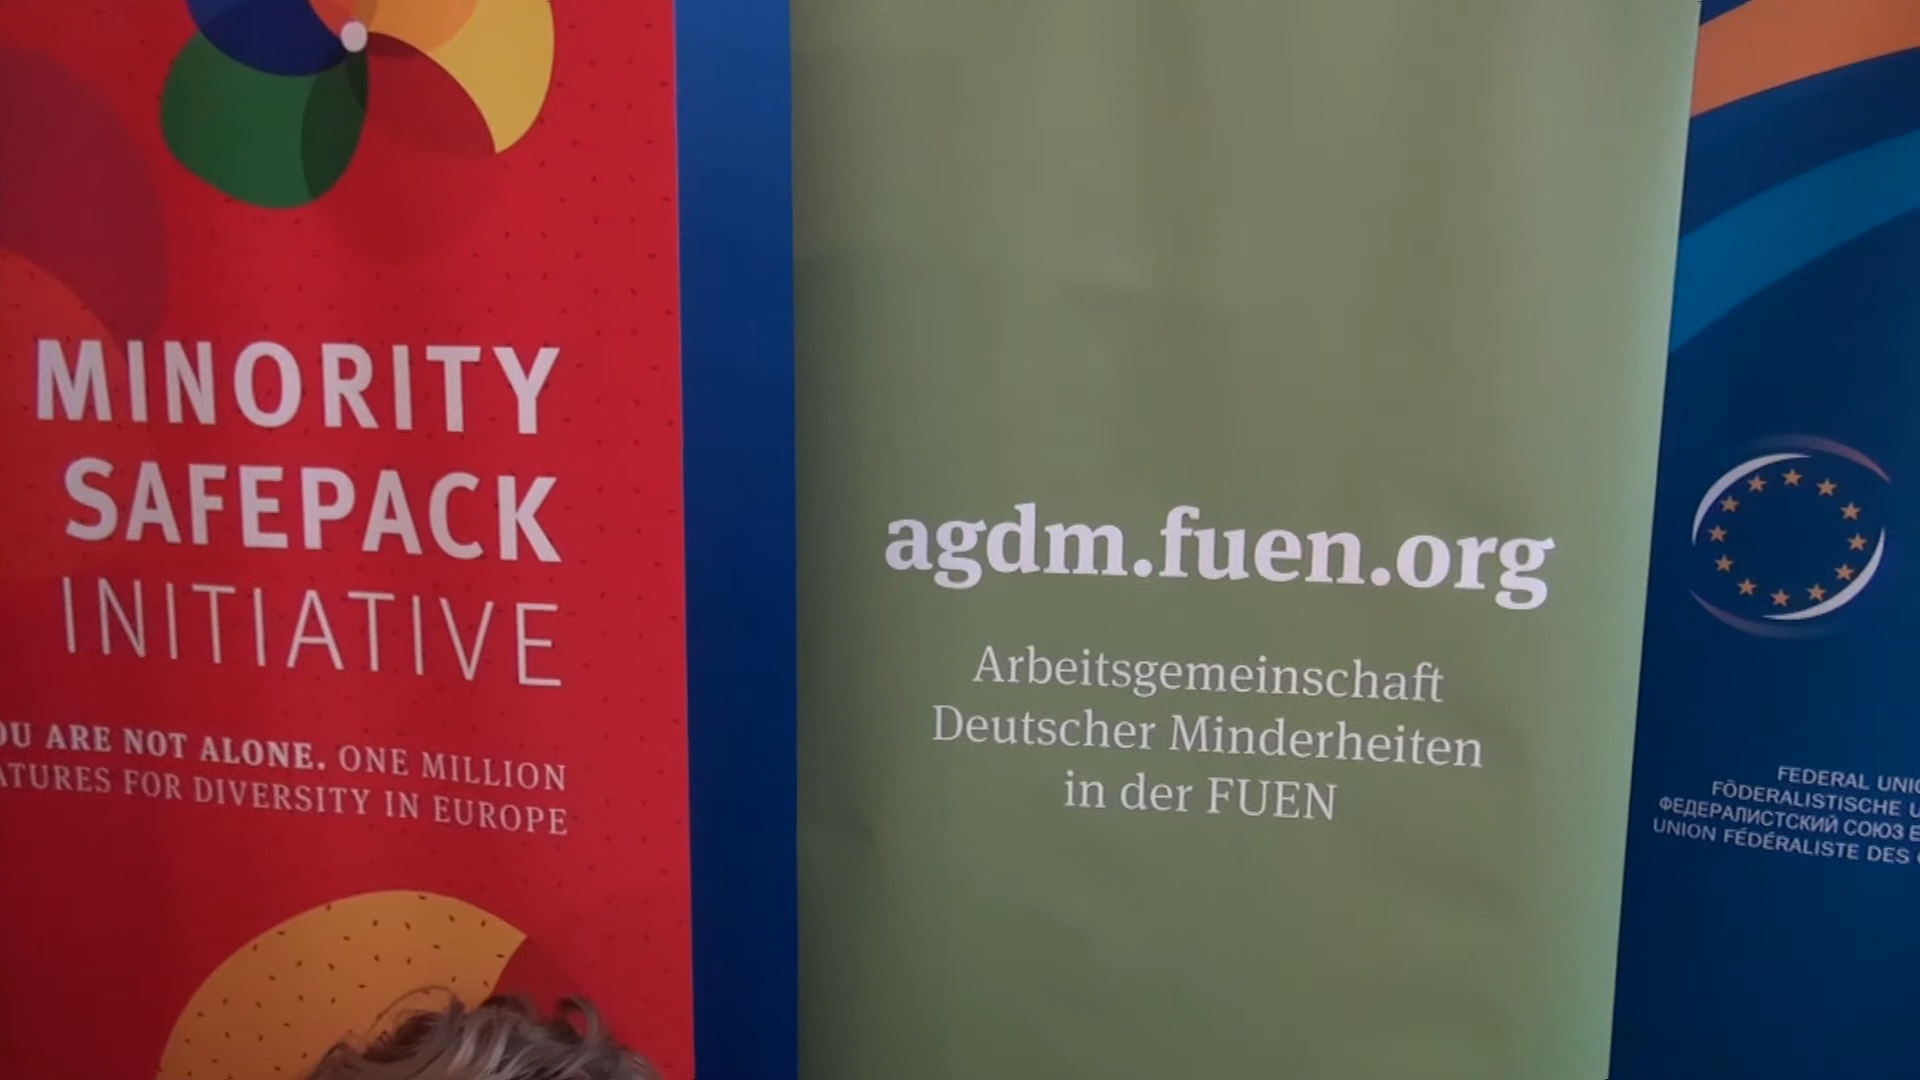 MINORITY
SAFEPACK
INITIATIVE
OU ARE NOT ALONE. ONE MILLION
ATURES FOR DIVERSITY IN EUROPE
agdm.fuen.org
Arbeitsgemeinschaft
Deutscher Minderheiten
in der FUEN
FEDERAL UNIO
FÖDERALISTISCHE U
ФЕДЕРАЛИСТСКИЙ СОЮЗ Е
UNION FÉDÉRALISTE DES